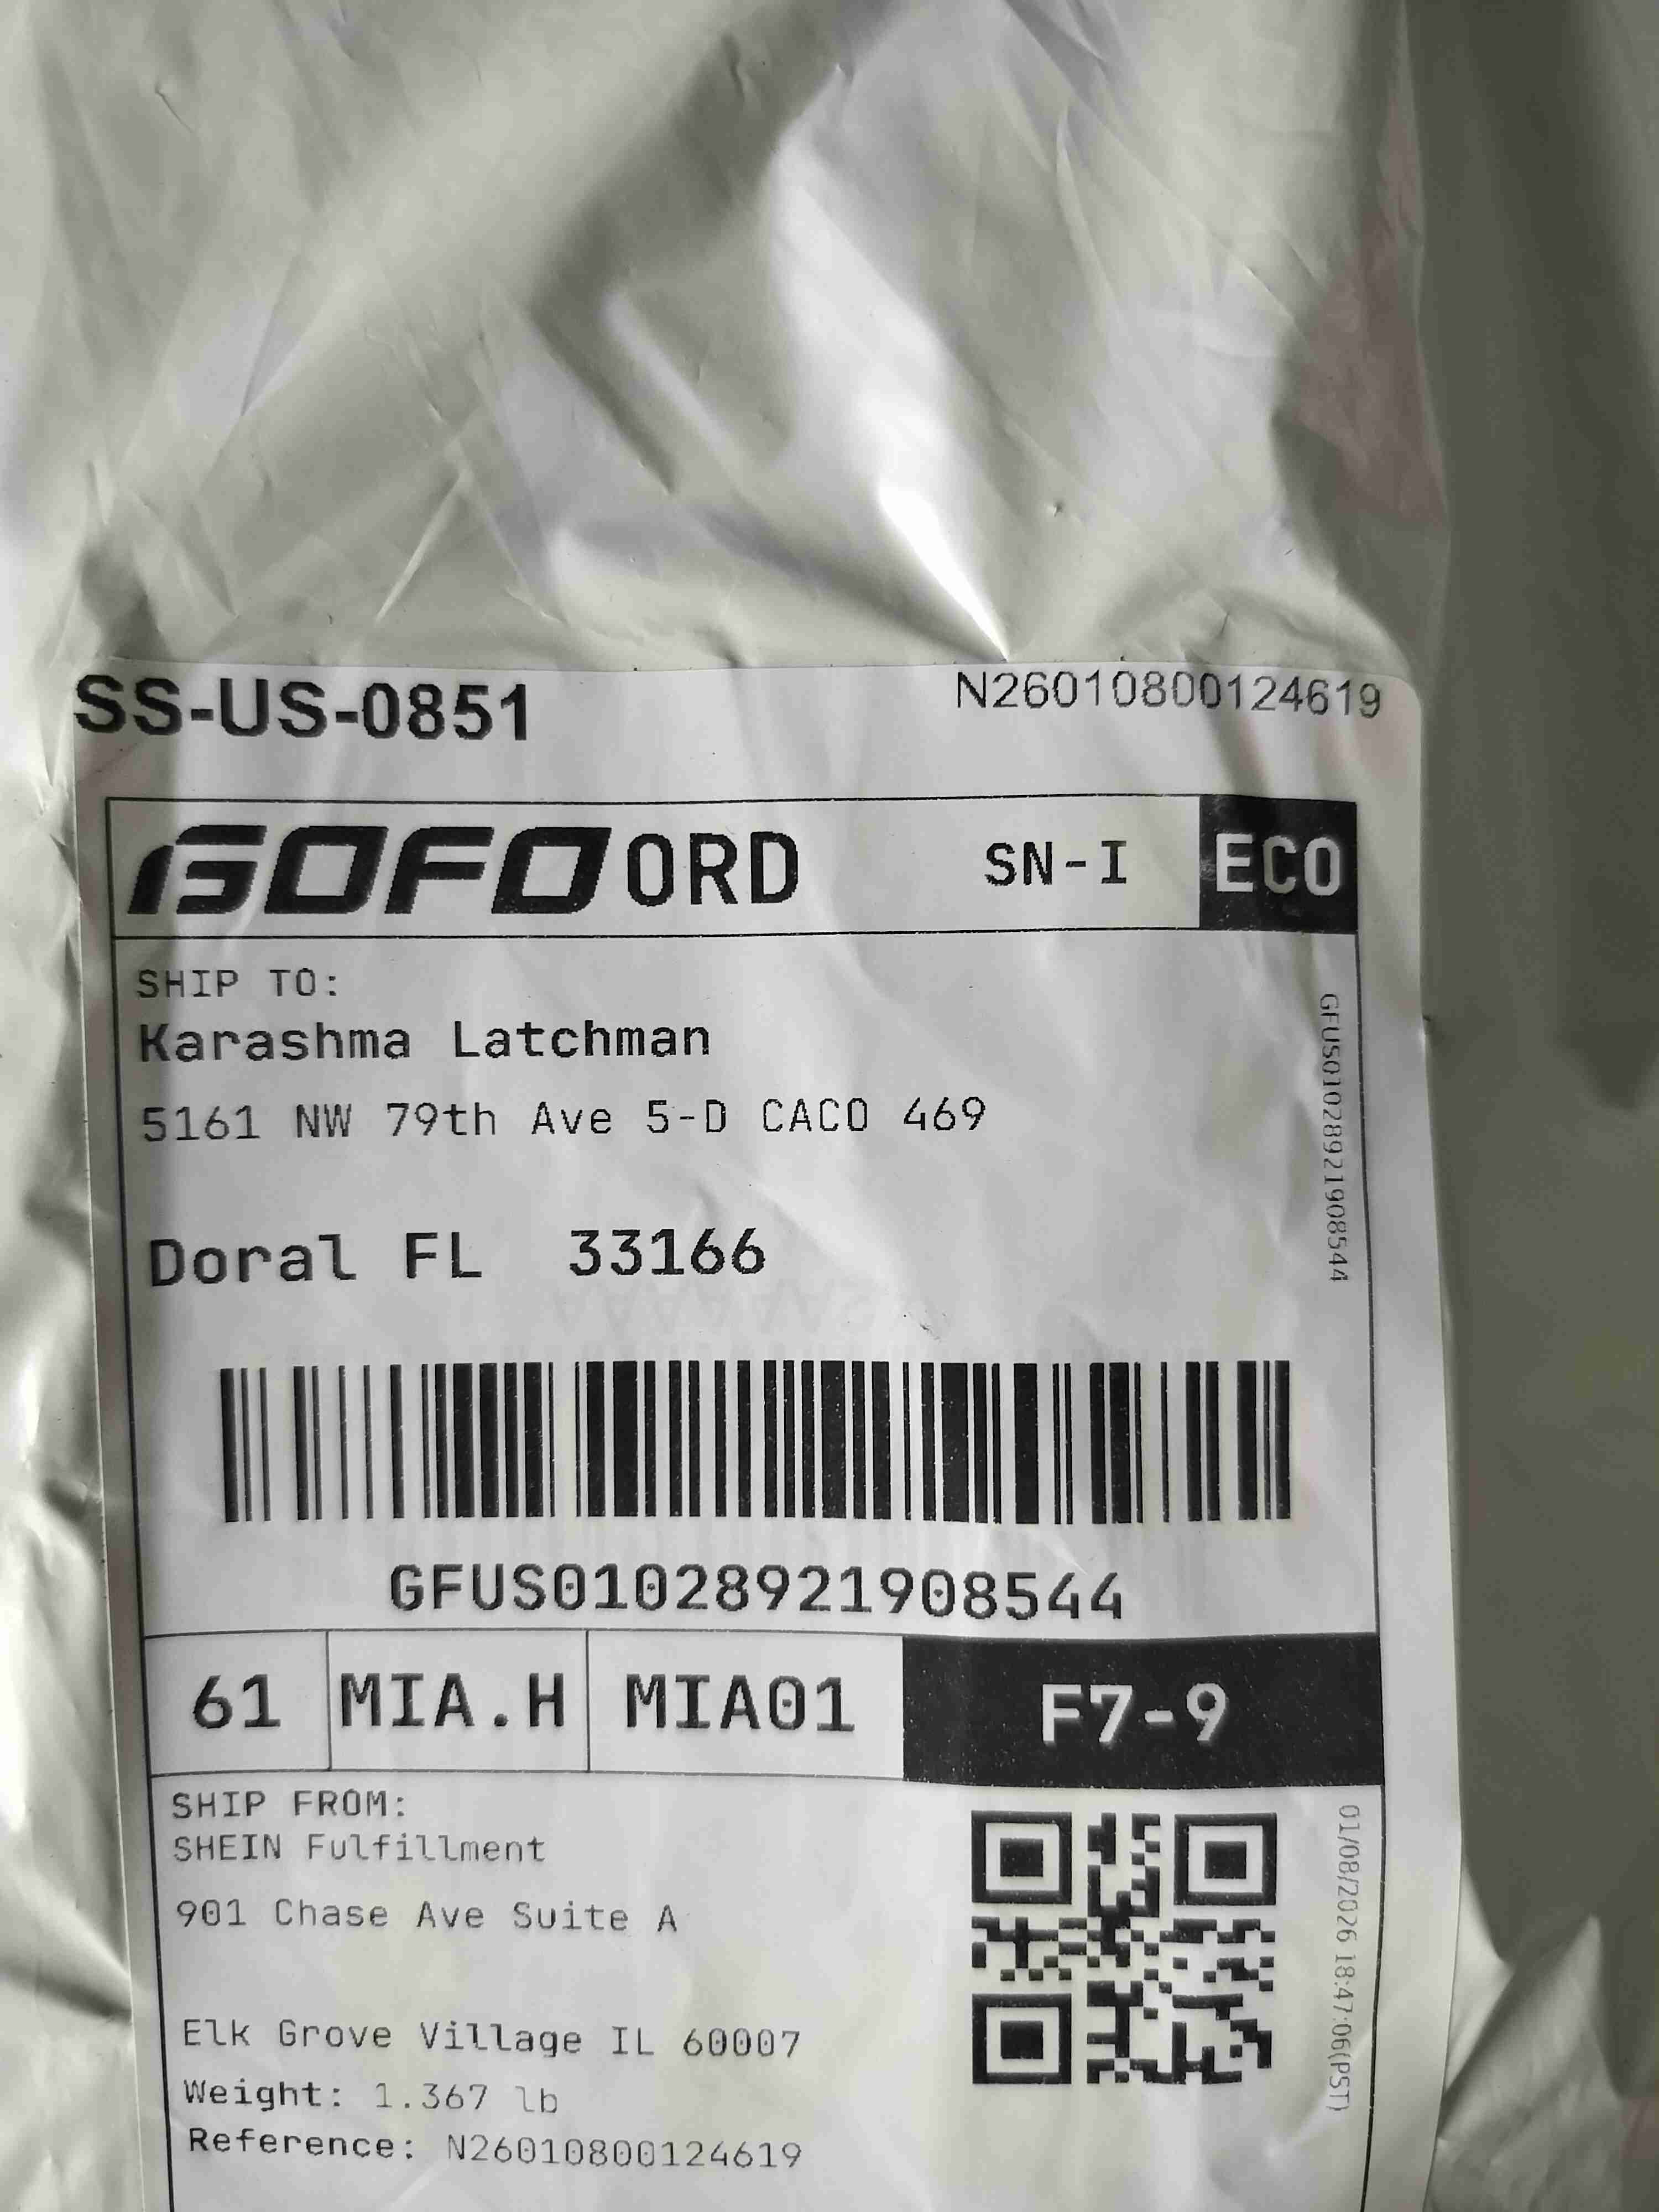 SS-US-0851
N26010800124619
GOFO ORD SN-I ECO
SHIP TO:
Karashma Latchman
5161 NW 79th Ave 5-D CACO 469
Doral FL 33166
GFUS01028921908544
GFUS01028921908544
61 MIA.H MIA01 F7-9
SHIP FROM:
SHEIN Fulfillment
901 Chase Ave Suite A
Elk Grove Village IL 60007
Weight: 1.367 lb
Reference: N26010800124619
01/08/2026 18:47:06(PST)